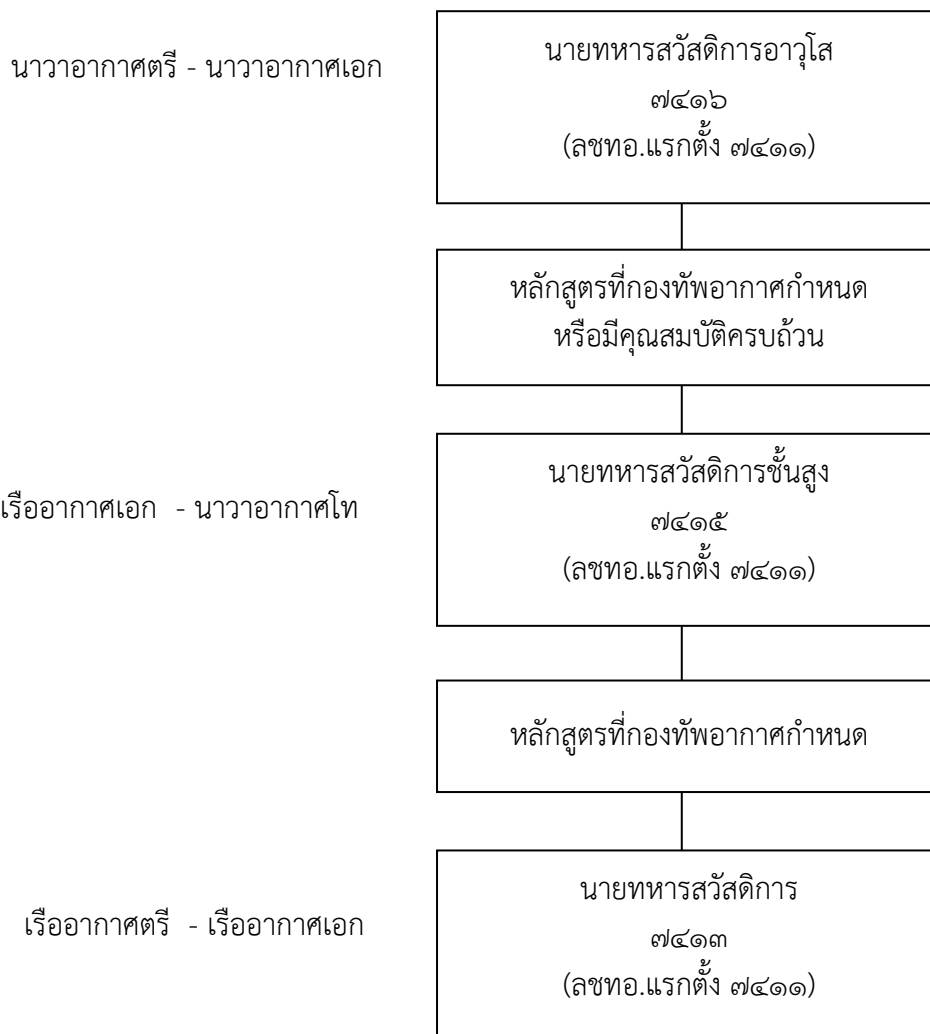 นาวาอากาศตรี - นาวาอากาศเอก
นายทหารสวัสดิการอาวุโส
๗๔๑๖
(ลชทอ.แรกตั้ง ๗๔๑๑)
หลักสูตรที่กองทัพอากาศกำหนด
หรือมีคุณสมบัติครบถ้วน
เรืออากาศเอก - นาวาอากาศโท
นายทหารสวัสดิการชั้นสูง
๗๔๑๕
(ลชทอ.แรกตั้ง ๗๔๑๑)
หลักสูตรที่กองทัพอากาศกำหนด
เรืออากาศตรี - เรืออากาศเอก
นายทหารสวัสดิการ
๗๔๑๓
(ลชทอ.แรกตั้ง ๗๔๑๑)